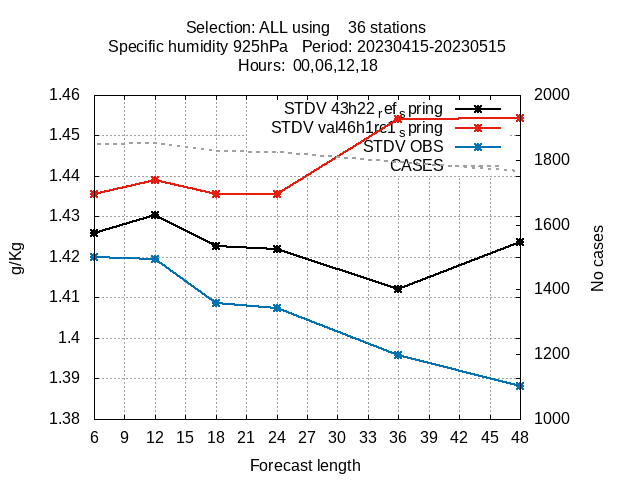 Selection: ALL using    36 stations
Specific humidity 925hPa   Period: 20230415-20230515
Hours: 00,06,12,18
STDV 43h22ref_spring
STDV val46h1rc1_spring
STDV OBS
CASES
1.46
1.45
1.44
1.43
1.42
1.41
1.4
1.39
1.38
g/Kg
2000
1800
1600
1400
1200
1000
No cases
6 9 12 15 18 21 24 27 30 33 36 39 42 45 48
Forecast length